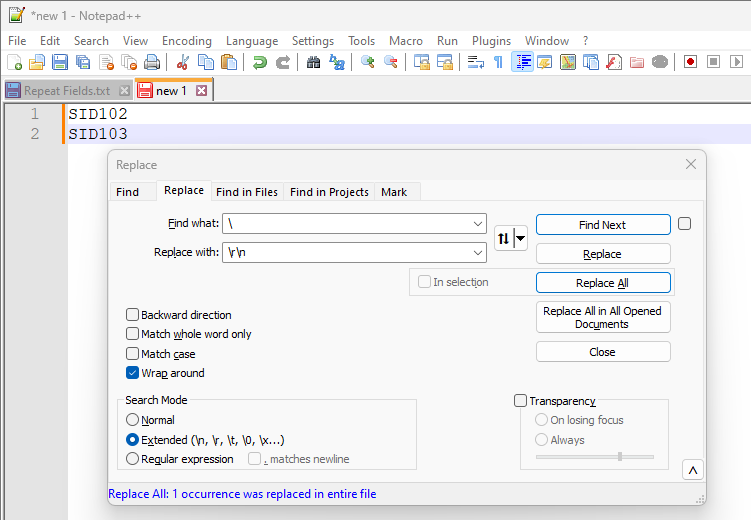 *new 1 - Notepad++
File Edit Search View Encoding Language Settings Tools Macro Run Plugins Window ?
Repeat Fields.txt new 1
1 SID102
2 SID103
Replace
Find Replace Find in Files Find in Projects Mark
Find what: \ Find Next
Replace with: \r\n Replace
In selection Replace All
Backward direction Replace All in All Opened Documents
Match whole word only
Match case Close
Wrap around
Search Mode Transparency
Normal On losing focus
Extended (\n, \r, \t, \0, \x...) Always
Regular expression . matches newline
Replace All: 1 occurrence was replaced in entire file